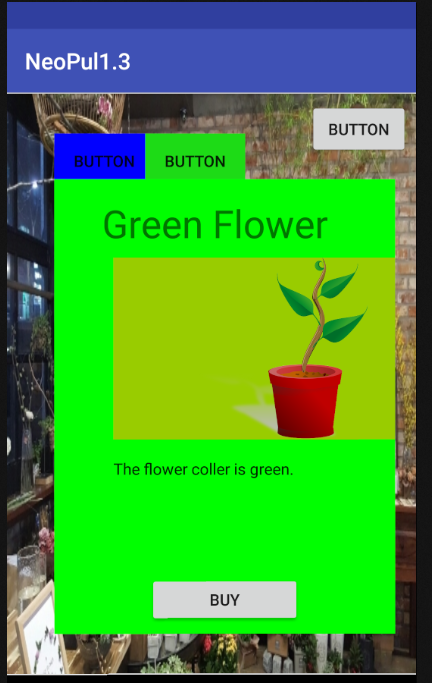 NeoPul1.3
BUTTON
BUTTON BUTTON
Green Flower
The flower coller is green.
BUY